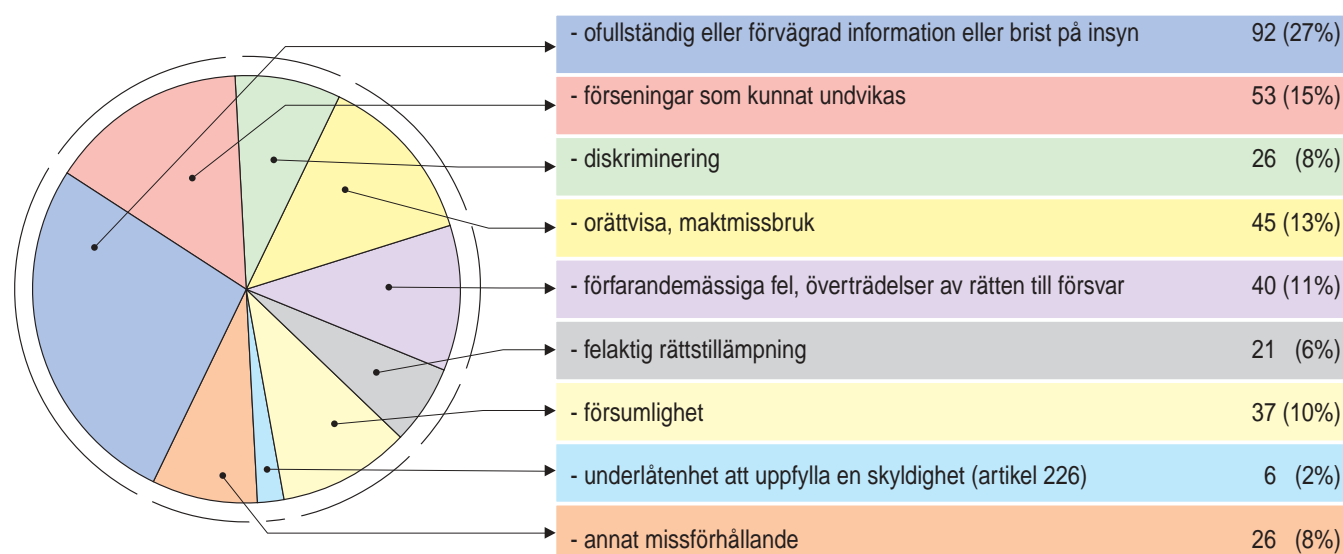 - ofullständig eller förvägrad information eller brist på insyn 92 (27%)
- förseningar som kunnat undvikas 53 (15%)
- diskriminering 26 (8%)
- orättvisa, maktmissbruk 45 (13%)
- förfarandemässiga fel, överträdelser av rätten till försvar 40 (11%)
- felaktig rättstillämpning 21 (6%)
- försumlighet 37 (10%)
- underlåtenhet att uppfylla en skyldighet (artikel 226) 6 (2%)
- annat missförhållande 26 (8%)